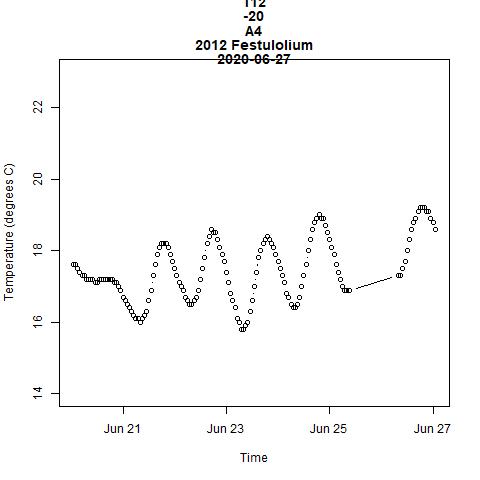 T12
-20
A4
2012 Festulolium
2020-06-27
Temperature (degrees C)
22
20
18
16
14
Jun 21 Jun 23 Jun 25 Jun 27
Time